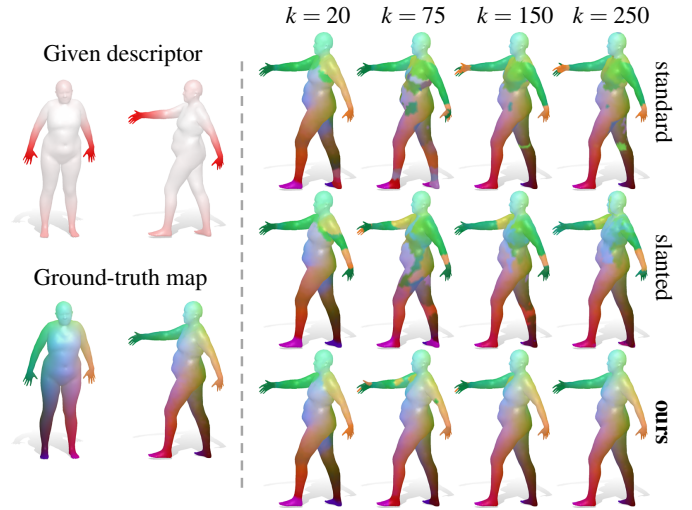 Given descriptor
Ground-truth map
k = 20 k = 75 k = 150 k = 250
standard
slanted
ours